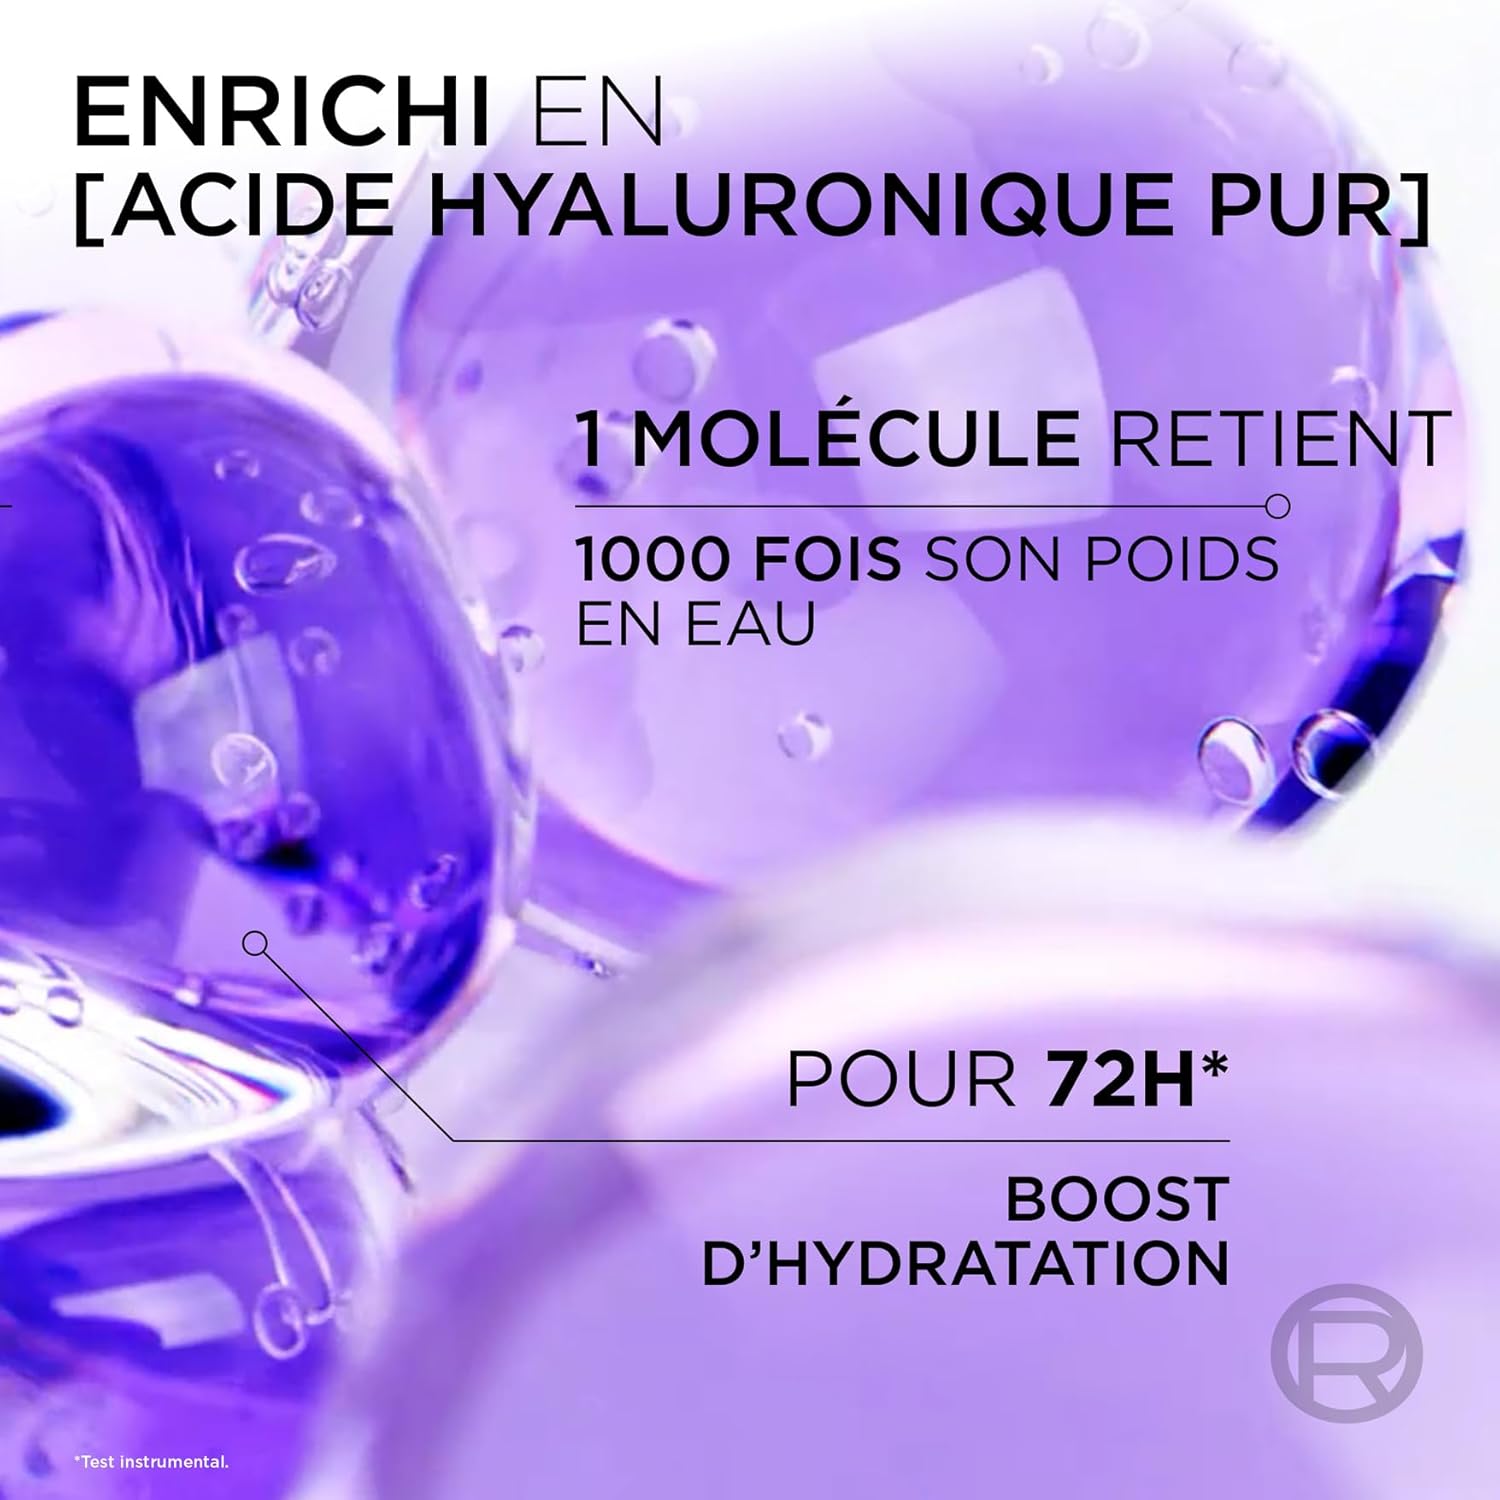 ENRICHI EN
[ACIDE HYALURONIQUE PUR]
1 MOLÉCULE RETIENT
1000 FOIS SON POIDS
EN EAU
POUR 72H*
BOOST
D’HYDRATATION
R
*Test instrumental.